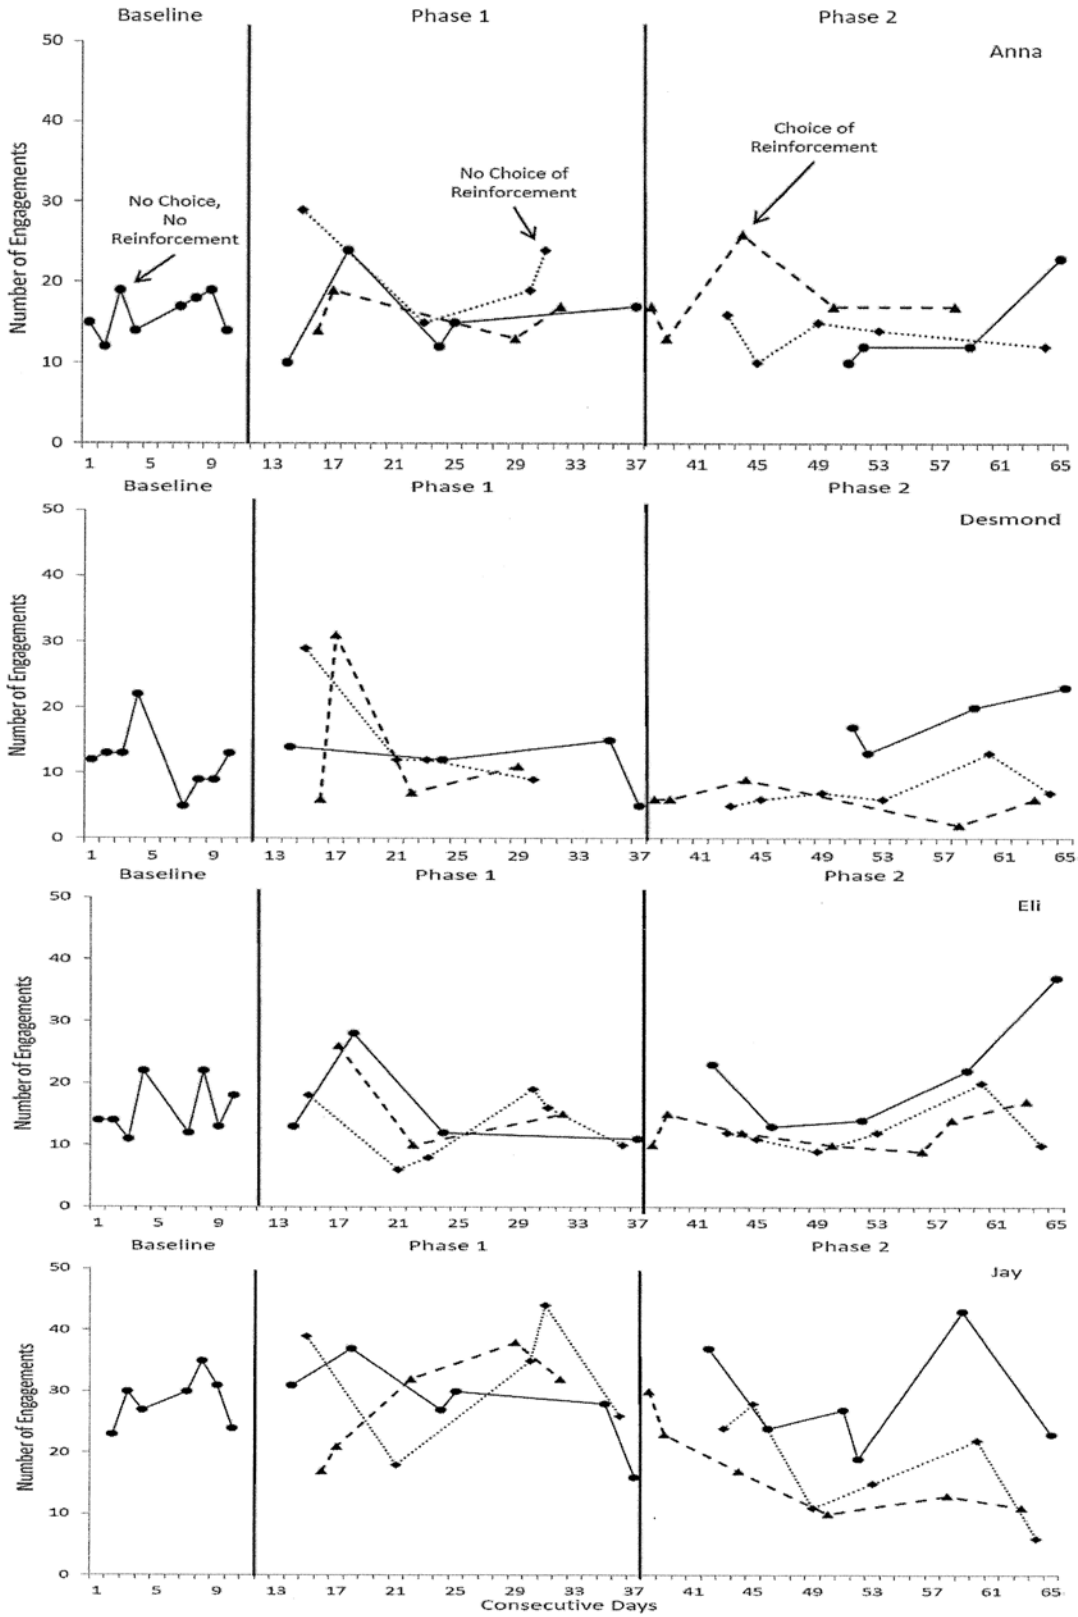 Baseline Phase 1 Phase 2
50 Anna
40
Choice of
Reinforcement
No Choice of
Reinforcement
30
No Choice,
No
Reinforcement
20
10
0
Number of Engagements
1 5 9 13 17 21 25 29 33 37 41 45 49 53 57 61 65
Baseline Phase 1 Phase 2
50 Desmond
40
30
20
10
0
Number of Engagements
1 5 9 13 17 21 25 29 33 37 41 45 49 53 57 61 65
Baseline Phase 1 Phase 2
50 Eli
40
30
20
10
0
Number of Engagements
1 5 9 13 17 21 25 29 33 37 41 45 49 53 57 61 65
Baseline Phase 1 Phase 2
50 Jay
40
30
20
10
0
Number of Engagements
1 5 9 13 17 21 25 29 33 37 41 45 49 53 57 61 65
Consecutive Days